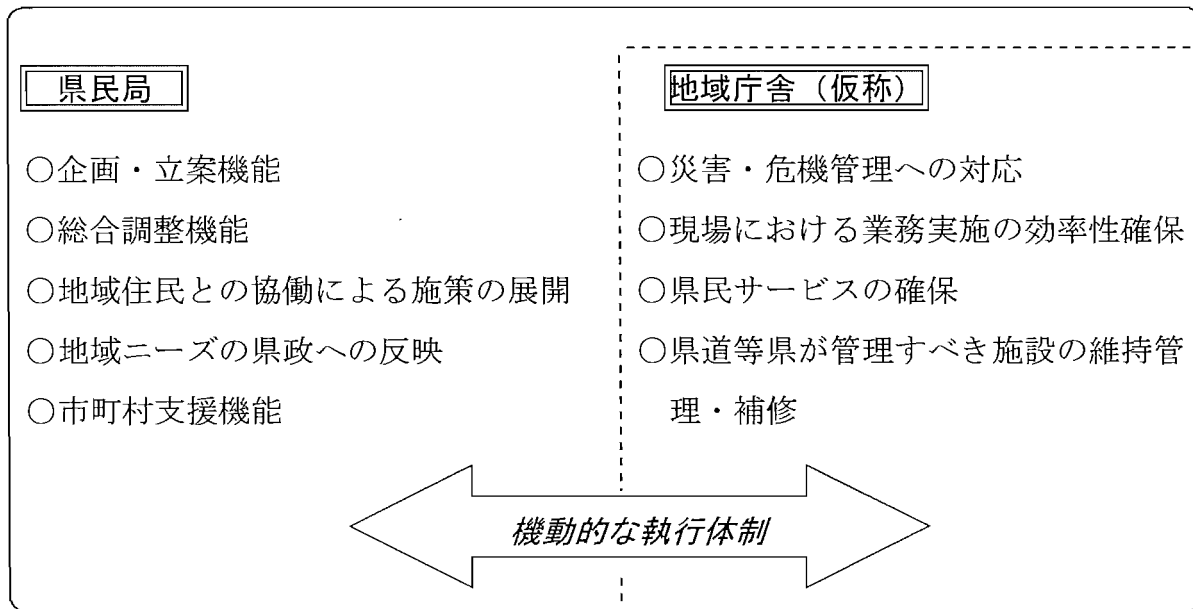 県民局
○企画・立案機能
○総合調整機能
○地域住民との協働による施策の展開
○地域ニーズの県政への反映
○市町村支援機能
地域庁舎（仮称）
○災害・危機管理への対応
○現場における業務実施の効率性確保
○県民サービスの確保
○県道等県が管理すべき施設の維持管
理・補修
機動的な執行体制